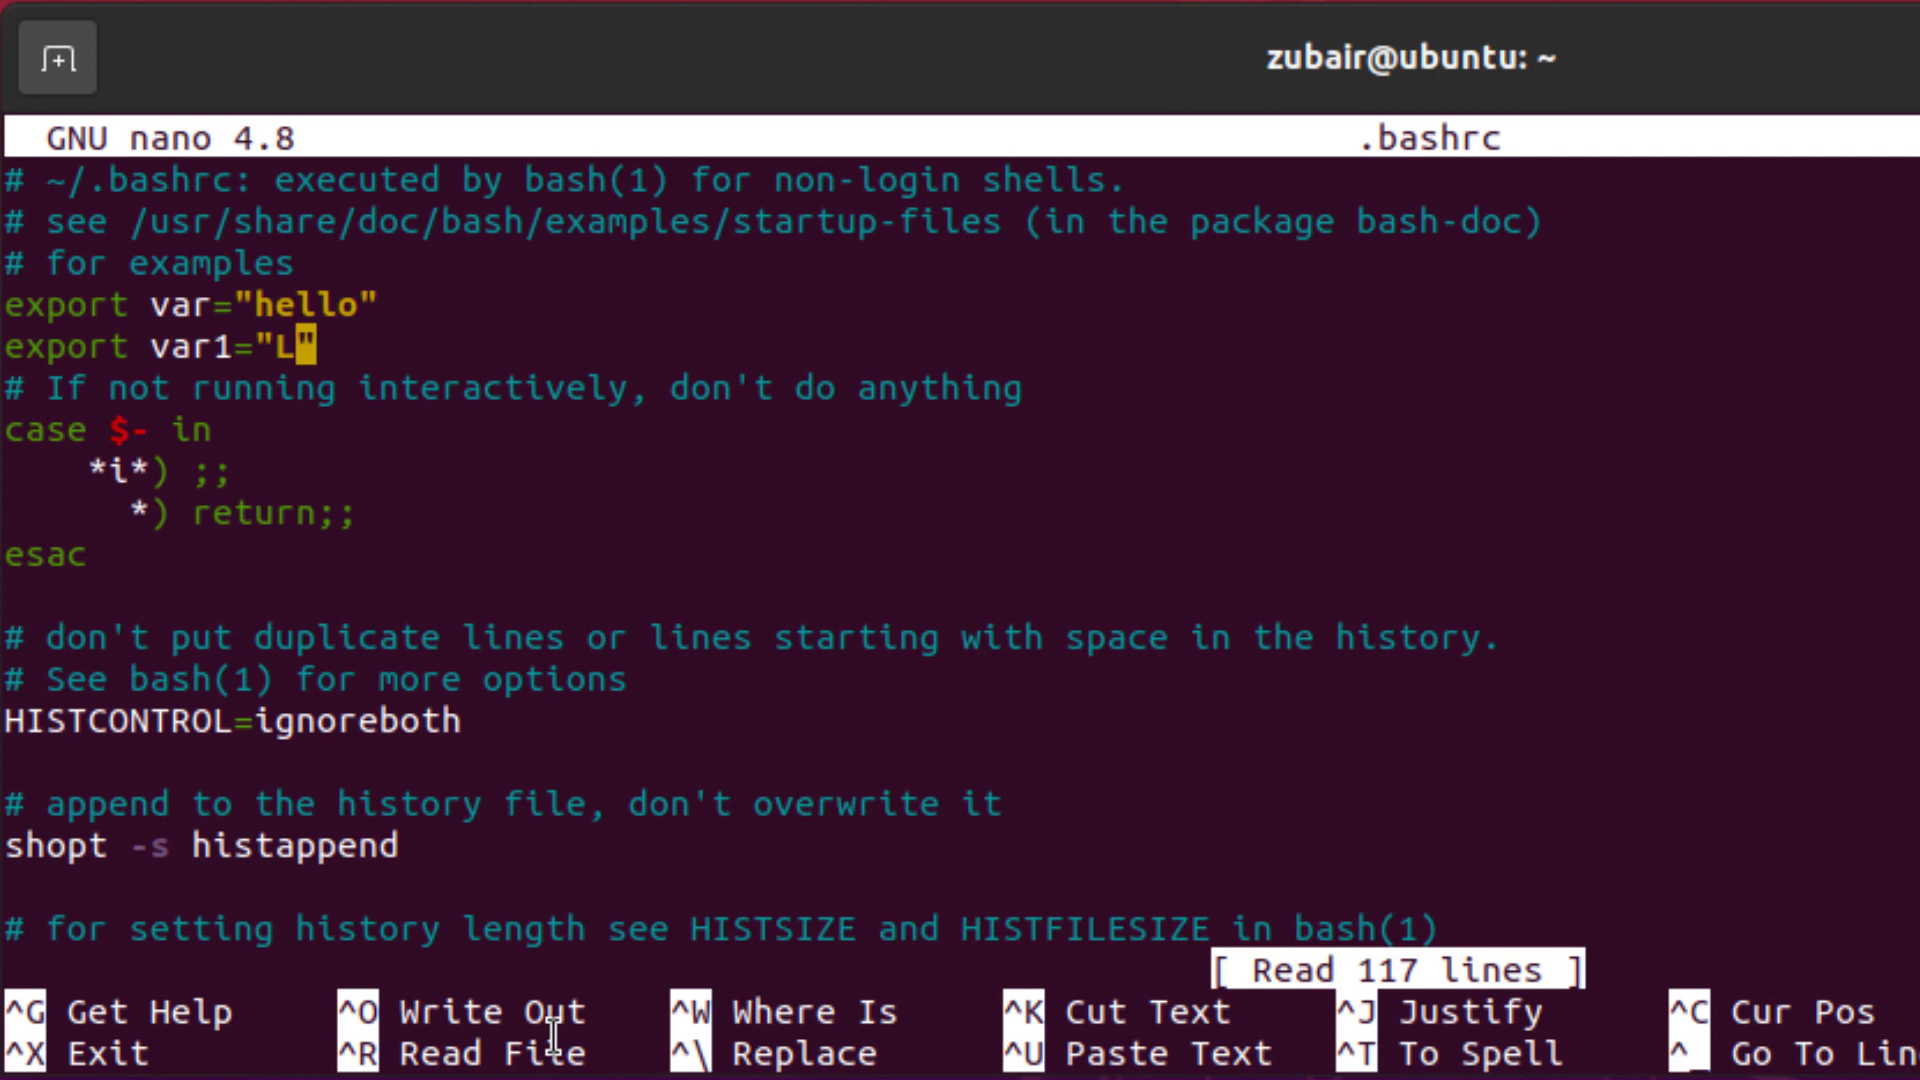 zubair@ubuntu: ~
GNU nano 4.8 .bashrc
# ~/.bashrc: executed by bash(1) for non-login shells.
# see /usr/share/doc/bash/examples/startup-files (in the package bash-doc)
# for examples
export var="hello"
export var1="L"
# If not running interactively, don't do anything
case $- in
    *i*) ;;
      *) return;;
esac
# don't put duplicate lines or lines starting with space in the history.
# See bash(1) for more options
HISTCONTROL=ignoreboth
# append to the history file, don't overwrite it
shopt -s histappend
# for setting history length see HISTSIZE and HISTFILESIZE in bash(1)
[ Read 117 lines ]
^G Get Help ^O Write Out ^W Where Is ^K Cut Text ^J Justify ^C Cur Pos
^X Exit ^R Read File ^\ Replace ^U Paste Text ^T To Spell ^_ Go To Lin